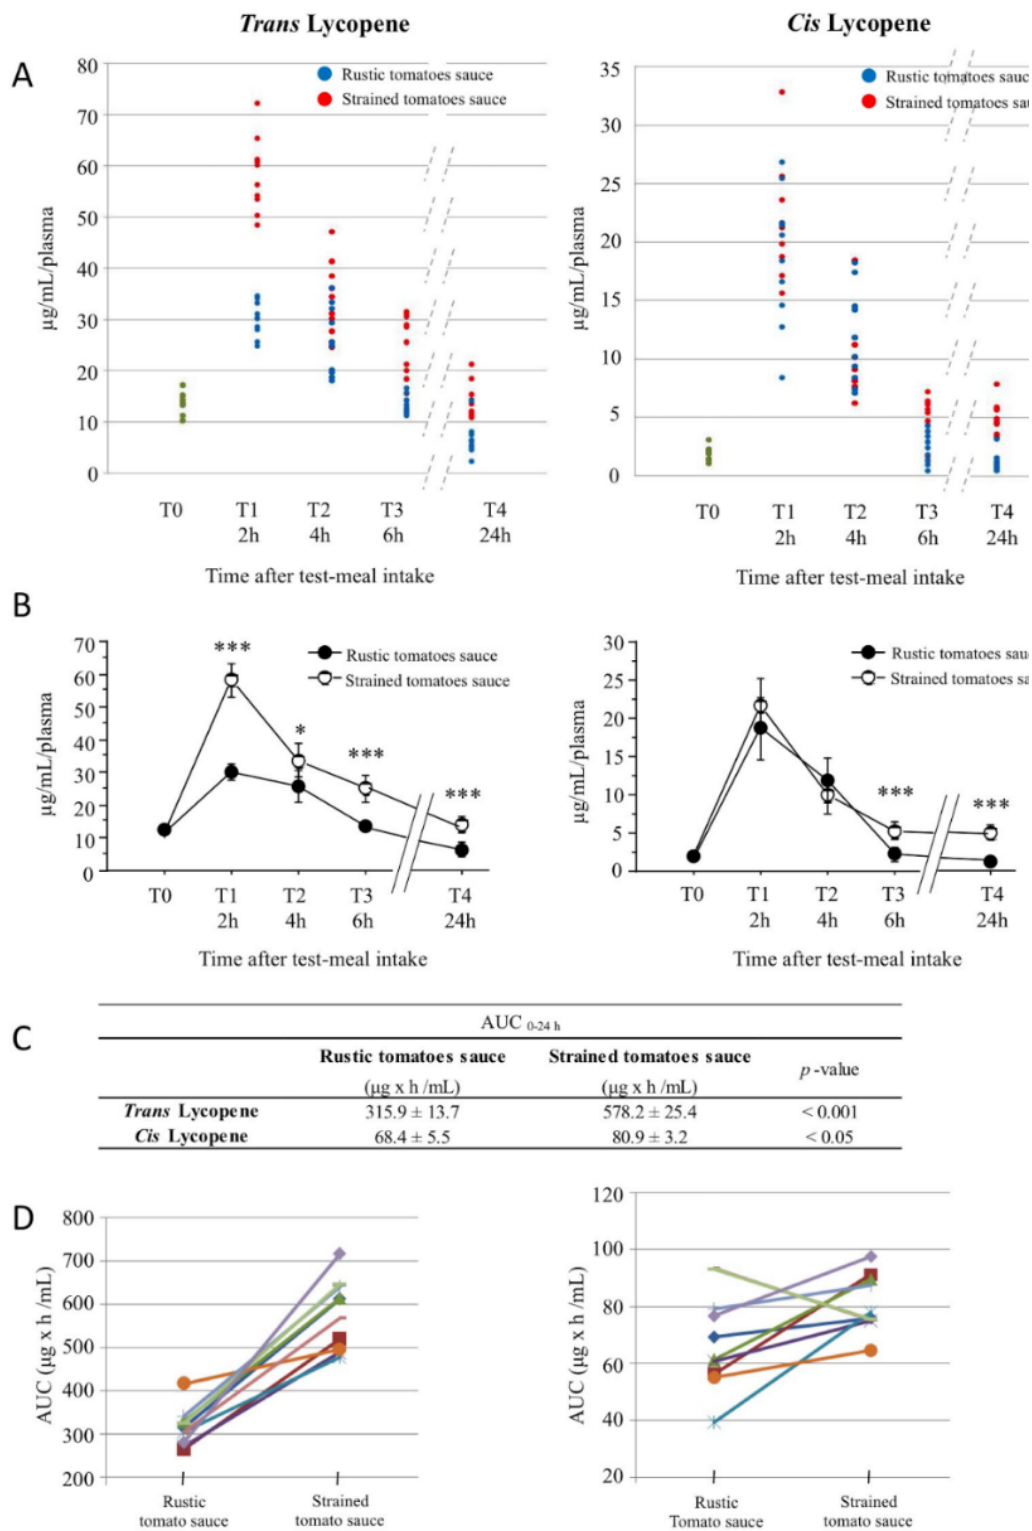 Trans Lycopene
Cis Lycopene
A
80
70
60
50
40
30
20
10
0
µg/mL/plasma
Rustic tomatoes sauce
Strained tomatoes sauce
T0 T1 T2 T3 T4
2h 4h 6h 24h
Time after test-meal intake
35
30
25
20
15
10
5
0
µg/mL/plasma
Rustic tomatoes sauc
Strained tomatoes sau
T0 T1 T2 T3 T4
2h 4h 6h 24h
Time after test-meal intake
B
70
60
50
40
30
20
10
0
µg/mL/plasma
Rustic tomatoes sauce
Strained tomatoes sauce
*** * *** ***
T0 T1 T2 T3 T4
2h 4h 6h 24h
Time after test-meal intake
30
25
20
15
10
5
0
µg/mL/plasma
Rustic tomatoes sauc
Strained tomatoes sa
*** ***
T0 T1 T2 T3 T4
2h 4h 6h 24h
Time after test-meal intake
C
AUC 0-24 h
Rustic tomatoes sauce Strained tomatoes sauce p -value
(µg x h /mL) (µg x h /mL)
Trans Lycopene 315.9 ± 13.7 578.2 ± 25.4 < 0.001
Cis Lycopene 68.4 ± 5.5 80.9 ± 3.2 < 0.05
D
800
700
600
500
400
300
200
AUC (µg x h /mL)
Rustic Strained
tomato sauce tomato sauce
120
100
80
60
40
20
AUC (µg x h /mL)
Rustic Strained
Tomato sauce tomato sauce